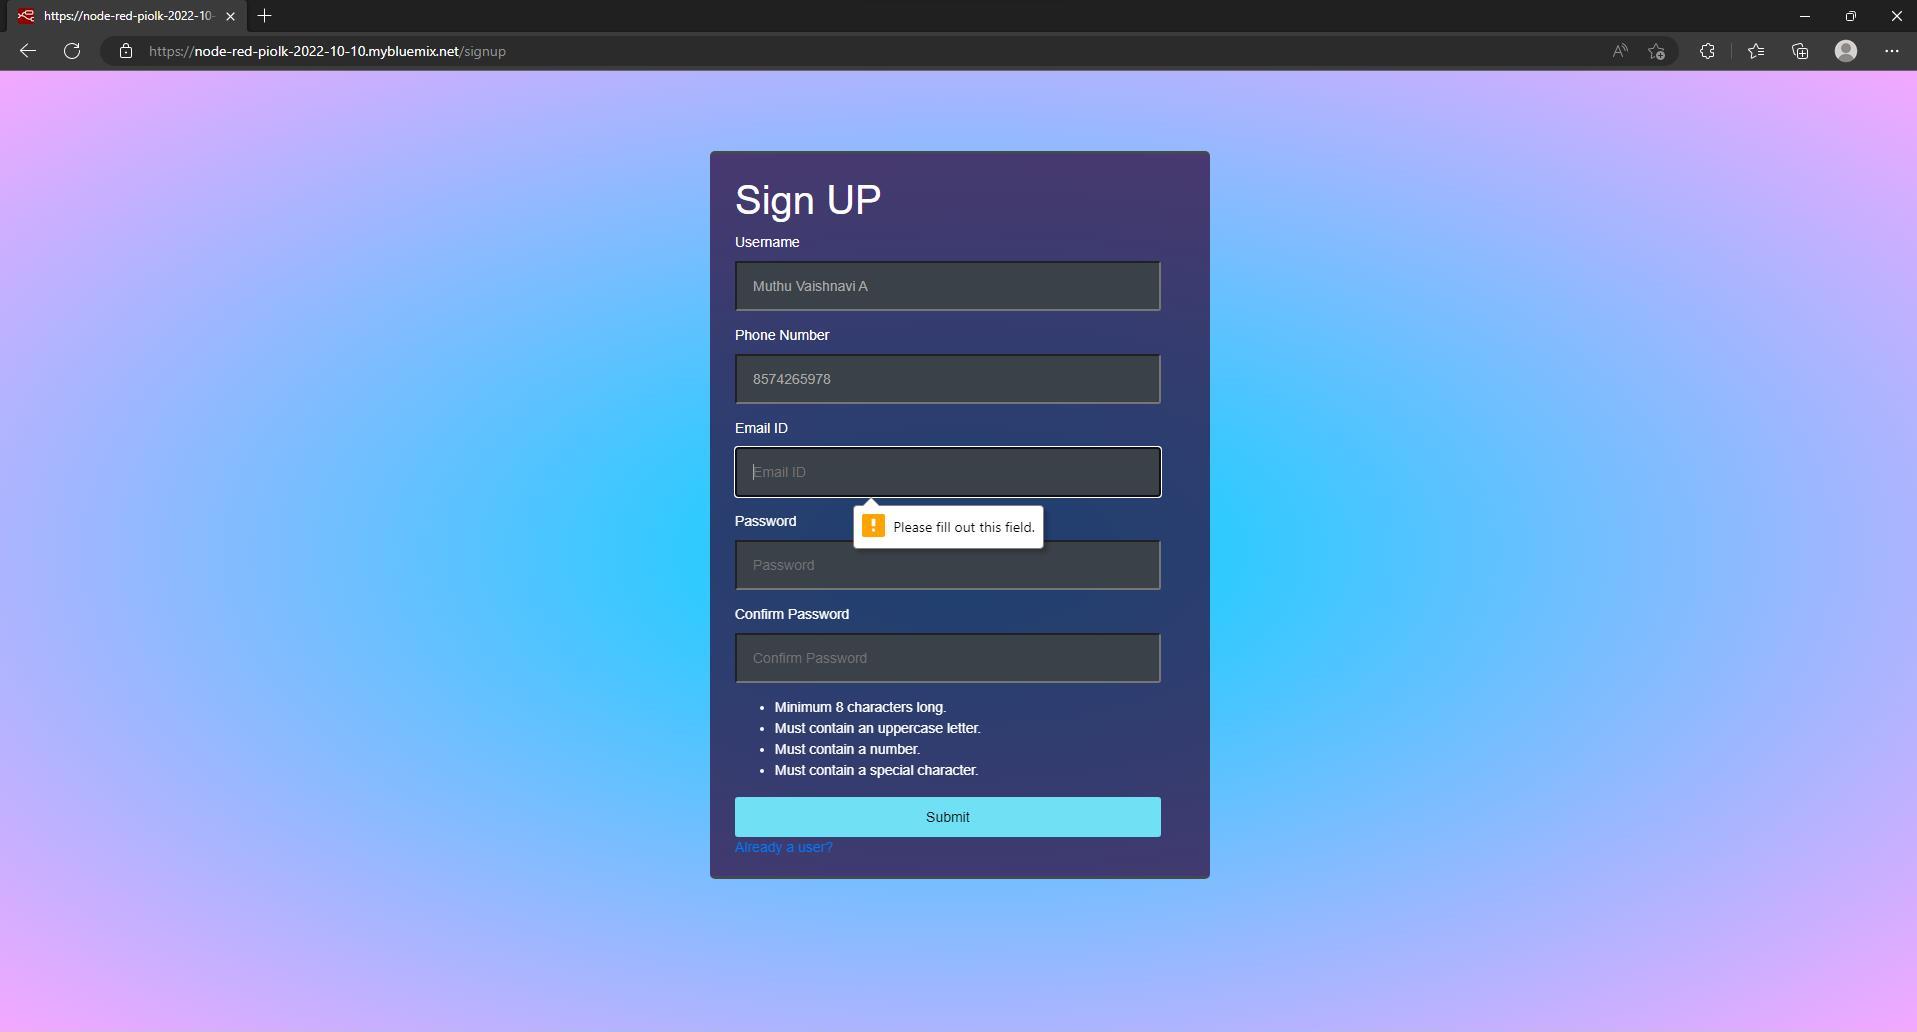 https://node-red-piolk-2022-10-
https://node-red-piolk-2022-10-10.mybluemix.net/signup
Sign UP
Username
Muthu Vaishnavi A
Phone Number
8574265978
Email ID
Email ID
Please fill out this field.
Password
Password
Confirm Password
Confirm Password
• Minimum 8 characters long.
• Must contain an uppercase letter.
• Must contain a number.
• Must contain a special character.
Submit
Already a user?